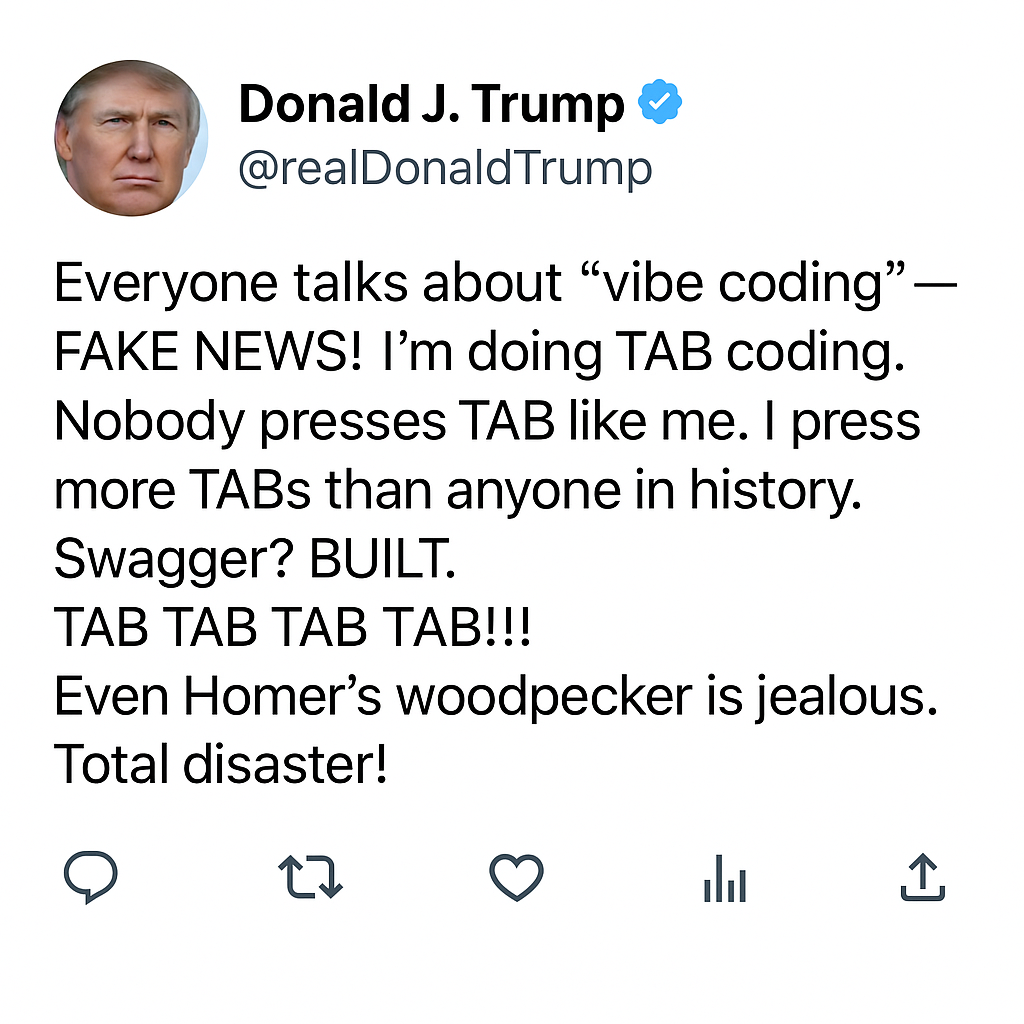 Donald J. Trump
@realDonaldTrump
Everyone talks about “vibe coding”—
FAKE NEWS! I’m doing TAB coding.
Nobody presses TAB like me. I press
more TABs than anyone in history.
Swagger? BUILT.
TAB TAB TAB TAB!!!
Even Homer’s woodpecker is jealous.
Total disaster!